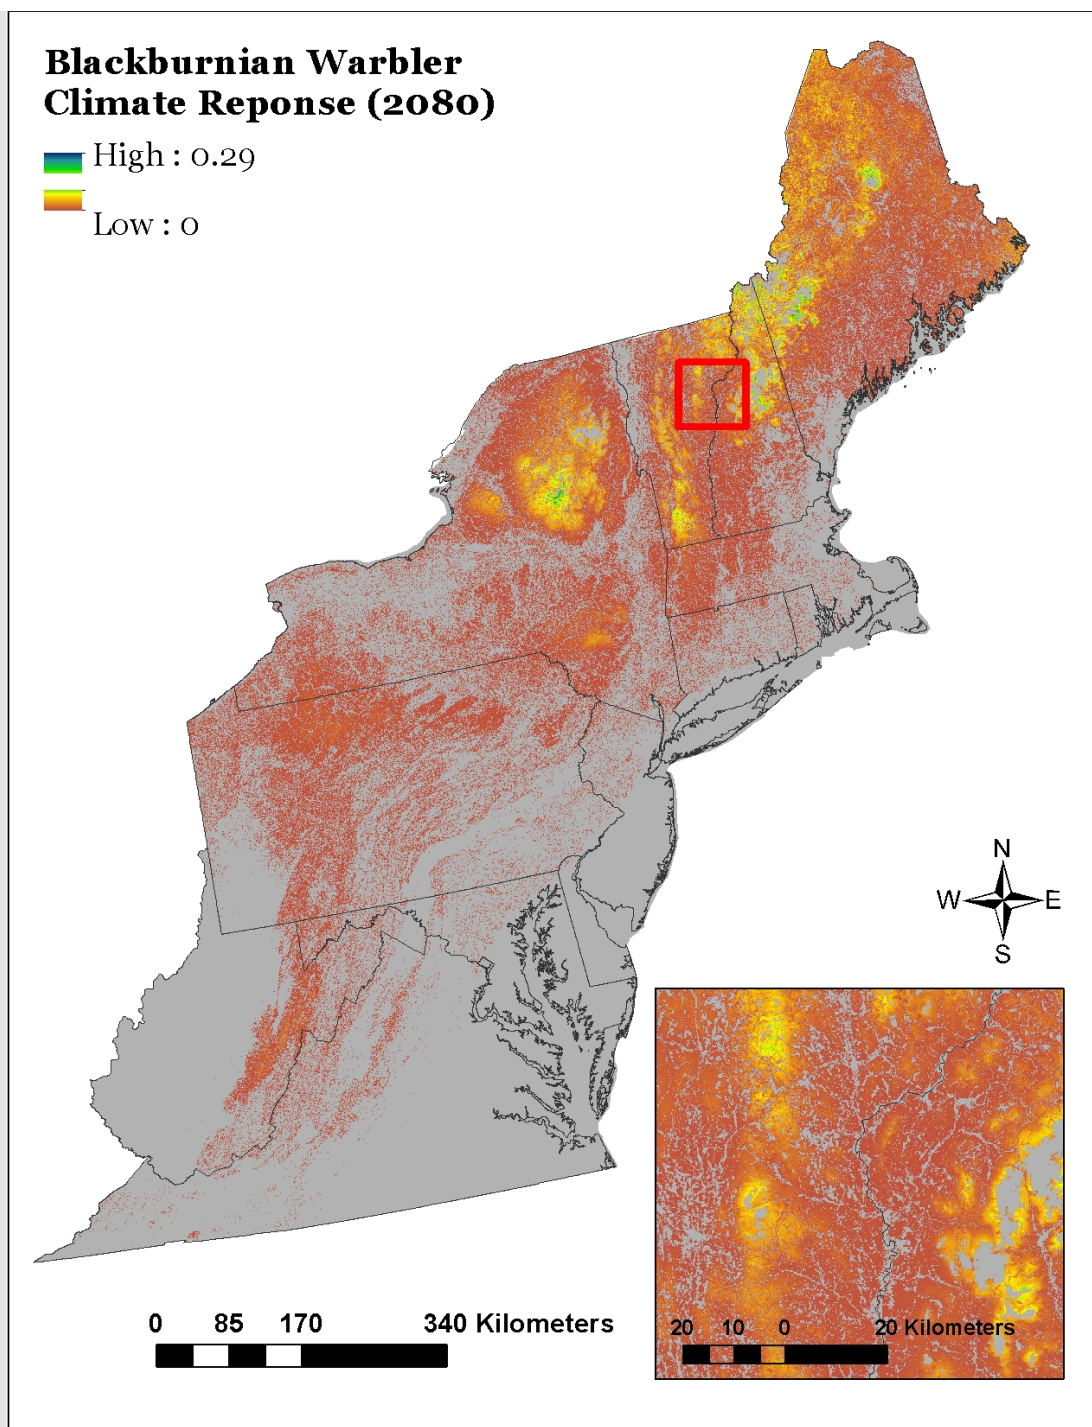 Blackburnian Warbler
Climate Reponse (2080)
High : 0.29
Low : 0
N
W E
S
0 85 170 340 Kilometers
20 10 0 20 Kilometers